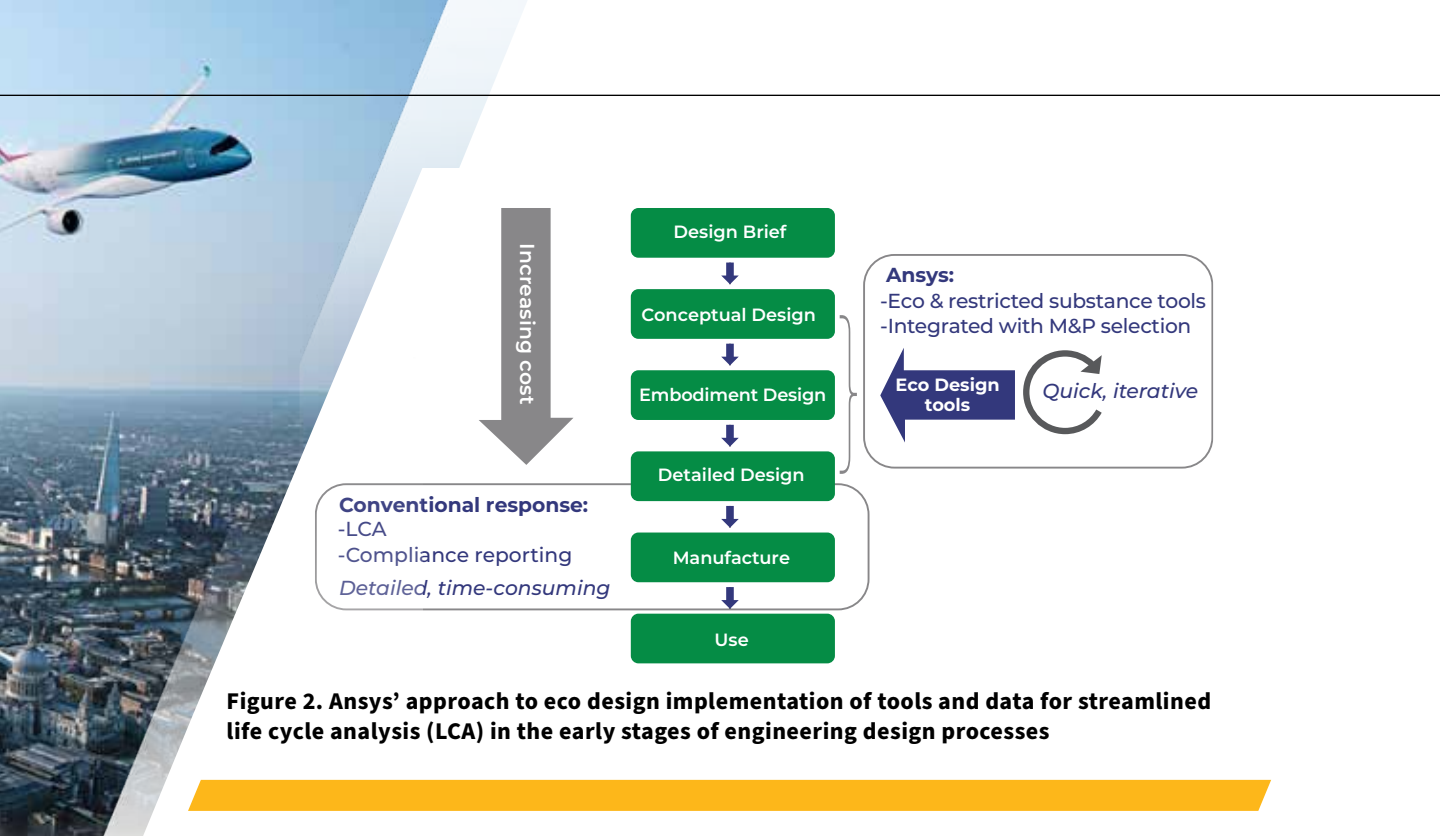 Increasing cost
Design Brief
Conceptual Design
Embodiment Design
Detailed Design
Manufacture
Use
Ansys:
-Eco & restricted substance tools
-Integrated with M&P selection
Eco Design
tools
Quick, iterative
Conventional response:
-LCA
-Compliance reporting
Detailed, time-consuming
Figure 2. Ansys’ approach to eco design implementation of tools and data for streamlined
life cycle analysis (LCA) in the early stages of engineering design processes